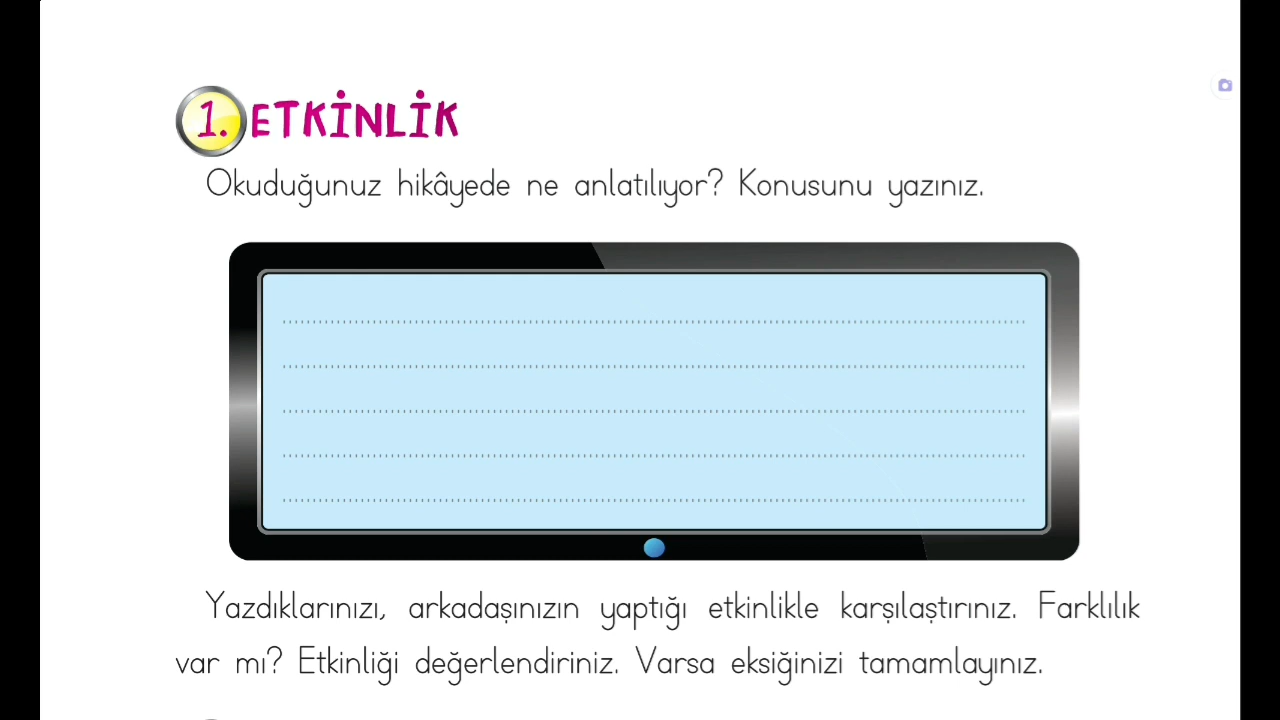 1. ETKİNLİK
Okuduğunuz hikâyede ne anlatılıyor? Konusunu yazınız.
Yazdıklarınızı, arkadaşınızın yaptığı etkinlikle karşılaştırınız. Farklılık
var mı? Etkinliği değerlendiriniz. Varsa eksiğinizi tamamlayınız.